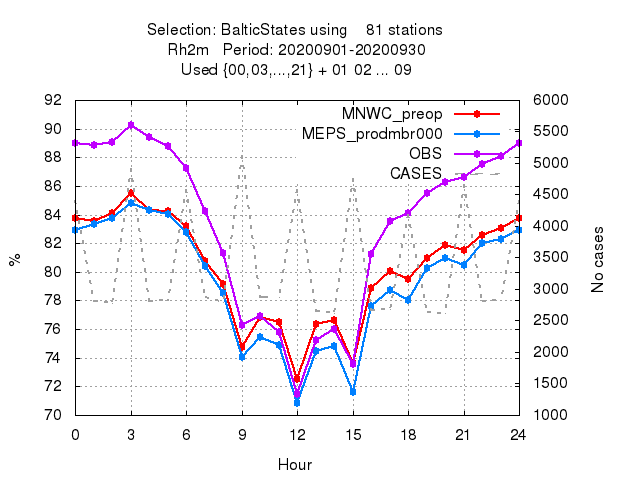 Selection: BalticStates using    81 stations
Rh2m   Period: 20200901-20200930
Used {00,03,...,21} + 01 02 ... 09
MNWC_preop
MEPS_prodmbr000
OBS
CASES
92
90
88
86
84
82
80
78
76
74
72
70
%
6000
5500
5000
4500
4000
3500
3000
2500
2000
1500
1000
No cases
0 3 6 9 12 15 18 21 24
Hour